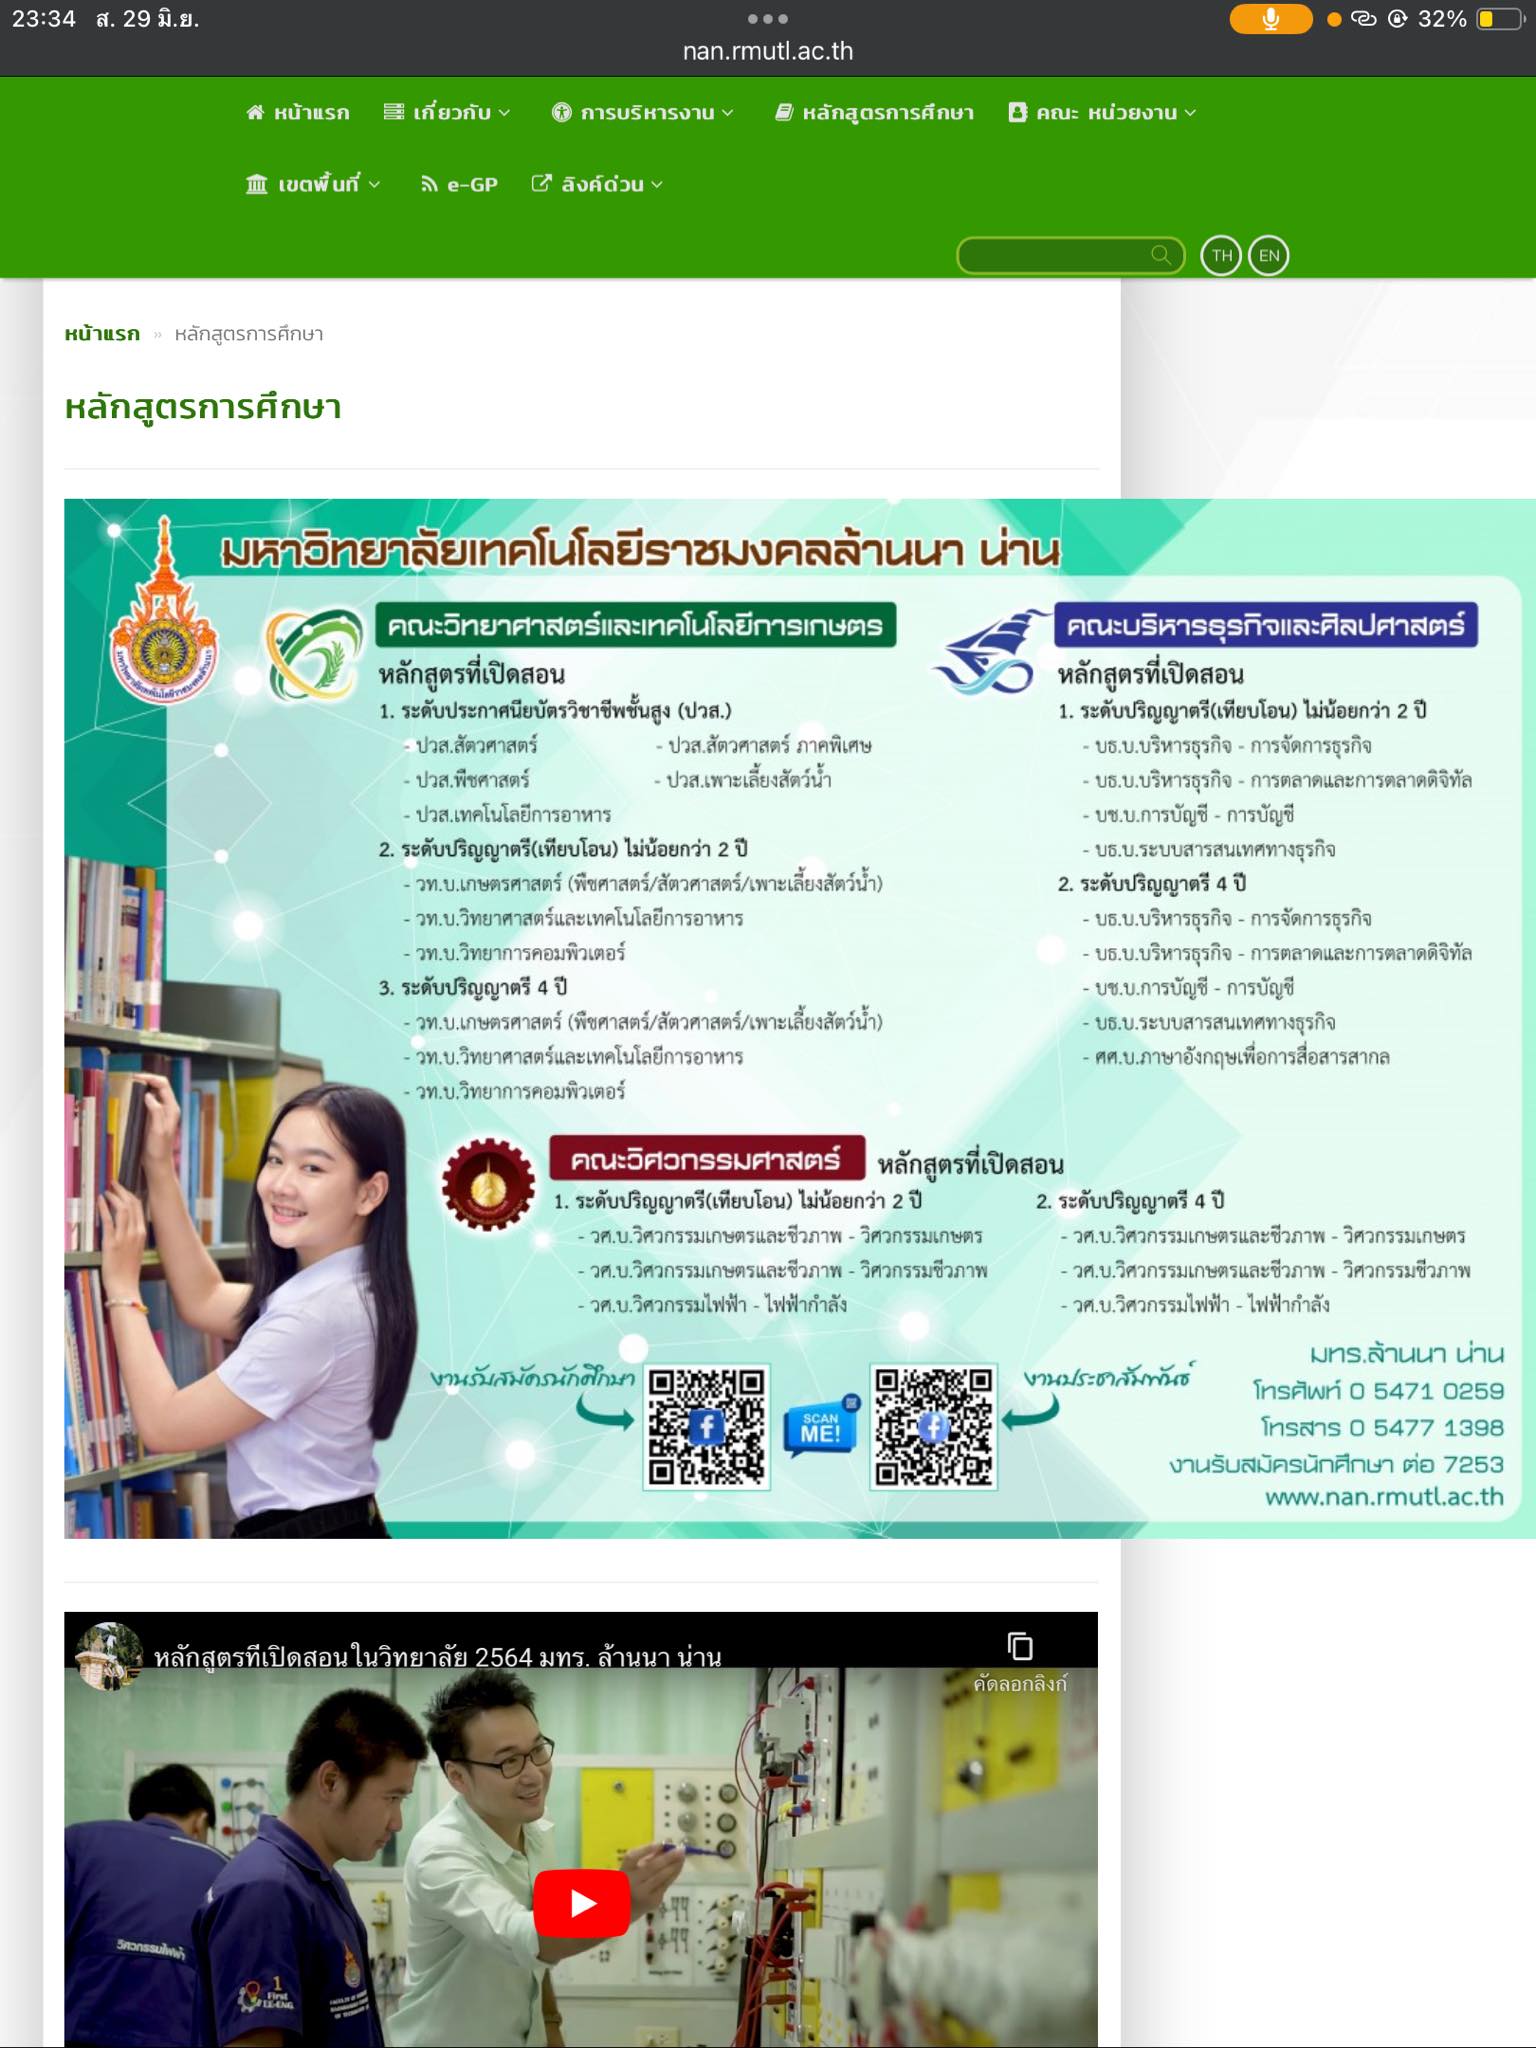 23:34 ส. 29 มิ.ย.
32%
nan.rmutl.ac.th
หน้าแรก เกี่ยวกับ การบริหารงาน หลักสูตรการศึกษา คณะ หน่วยงาน
เขตพื้นที่ e-GP ลิงค์ด่วน
TH EN
หน้าแรก » หลักสูตรการศึกษา
หลักสูตรการศึกษา
มหาวิทยาลัยเทคโนโลยีราชมงคลล้านนา น่าน
คณะวิทยาศาสตร์และเทคโนโลยีการเกษตร
หลักสูตรที่เปิดสอน
1. ระดับประกาศนียบัตรวิชาชีพชั้นสูง (ปวส.)
- ปวส.สัตวศาสตร์ - ปวส.สัตวศาสตร์ ภาคพิเศษ
- ปวส.พืชศาสตร์ - ปวส.เพาะเลี้ยงสัตว์น้ำ
- ปวส.เทคโนโลยีการอาหาร
2. ระดับปริญญาตรี(เทียบโอน) ไม่น้อยกว่า 2 ปี
- วท.บ.เกษตรศาสตร์ (พืชศาสตร์/สัตวศาสตร์/เพาะเลี้ยงสัตว์น้ำ)
- วท.บ.วิทยาศาสตร์และเทคโนโลยีการอาหาร
- วท.บ.วิทยาการคอมพิวเตอร์
3. ระดับปริญญาตรี 4 ปี
- วท.บ.เกษตรศาสตร์ (พืชศาสตร์/สัตวศาสตร์/เพาะเลี้ยงสัตว์น้ำ)
- วท.บ.วิทยาศาสตร์และเทคโนโลยีการอาหาร
- วท.บ.วิทยาการคอมพิวเตอร์
คณะบริหารธุรกิจและศิลปศาสตร์
หลักสูตรที่เปิดสอน
1. ระดับปริญญาตรี(เทียบโอน) ไม่น้อยกว่า 2 ปี
- บธ.บ.บริหารธุรกิจ - การจัดการธุรกิจ
- บธ.บ.บริหารธุรกิจ - การตลาดและการตลาดดิจิทัล
- บช.บ.การบัญชี - การบัญชี
- บธ.บ.ระบบสารสนเทศทางธุรกิจ
2. ระดับปริญญาตรี 4 ปี
- บธ.บ.บริหารธุรกิจ - การจัดการธุรกิจ
- บธ.บ.บริหารธุรกิจ - การตลาดและการตลาดดิจิทัล
- บช.บ.การบัญชี - การบัญชี
- บธ.บ.ระบบสารสนเทศทางธุรกิจ
- ศศ.บ.ภาษาอังกฤษเพื่อการสื่อสารสากล
คณะวิศวกรรมศาสตร์ หลักสูตรที่เปิดสอน
1. ระดับปริญญาตรี(เทียบโอน) ไม่น้อยกว่า 2 ปี
- วศ.บ.วิศวกรรมเกษตรและชีวภาพ - วิศวกรรมเกษตร
- วศ.บ.วิศวกรรมเกษตรและชีวภาพ - วิศวกรรมชีวภาพ
- วศ.บ.วิศวกรรมไฟฟ้า - ไฟฟ้ากำลัง
2. ระดับปริญญาตรี 4 ปี
- วศ.บ.วิศวกรรมเกษตรและชีวภาพ - วิศวกรรมเกษตร
- วศ.บ.วิศวกรรมเกษตรและชีวภาพ - วิศวกรรมชีวภาพ
- วศ.บ.วิศวกรรมไฟฟ้า - ไฟฟ้ากำลัง
งานรับสมัครนักศึกษา
SCAN
ME!
งานประชาสัมพันธ์
มทร.ล้านนา น่าน
โทรศัพท์ 0 5471 0259
โทรสาร 0 5477 1398
งานรับสมัครนักศึกษา ต่อ 7253
www.nan.rmutl.ac.th
หลักสูตรที่เปิดสอนในวิทยาลัย 2564 มทร. ล้านนา น่าน
คัดลอกลิงก์
วิศวกรรมไฟฟ้า
1
First